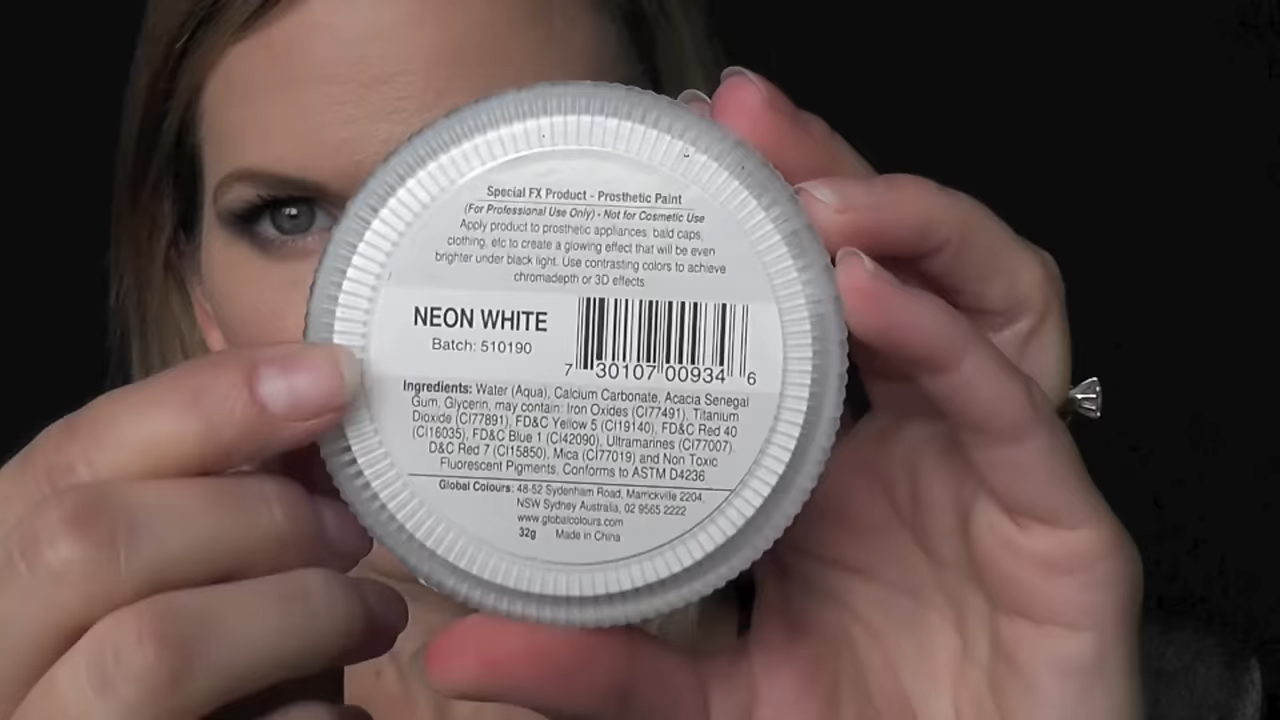 Special FX Product - Prosthetic Paint
(For Professional Use Only) - Not for Cosmetic Use
Apply product to prosthetic appliances, bald caps,
clothing, etc to create a glowing effect that will be even
brighter under black light. Use contrasting colors to achieve
chromadepth or 3D effects
NEON WHITE
Batch: 510190
7 30107 00934 6
Ingredients: Water (Aqua), Calcium Carbonate, Acacia Senegal
Gum, Glycerin, may contain: Iron Oxides (CI77491), Titanium
Dioxide (CI77891), FD&C Yellow 5 (CI19140), FD&C Red 40
(CI16035), FD&C Blue 1 (CI42090), Ultramarines (CI77007),
D&C Red 7 (CI15850), Mica (CI77019) and Non Toxic
Fluorescent Pigments, Conforms to ASTM D4236
Global Colours: 48-52 Sydenham Road, Marrickville 2204,
NSW Sydney Australia, 02 9565 2222
www.globalcolours.com
32g Made in China